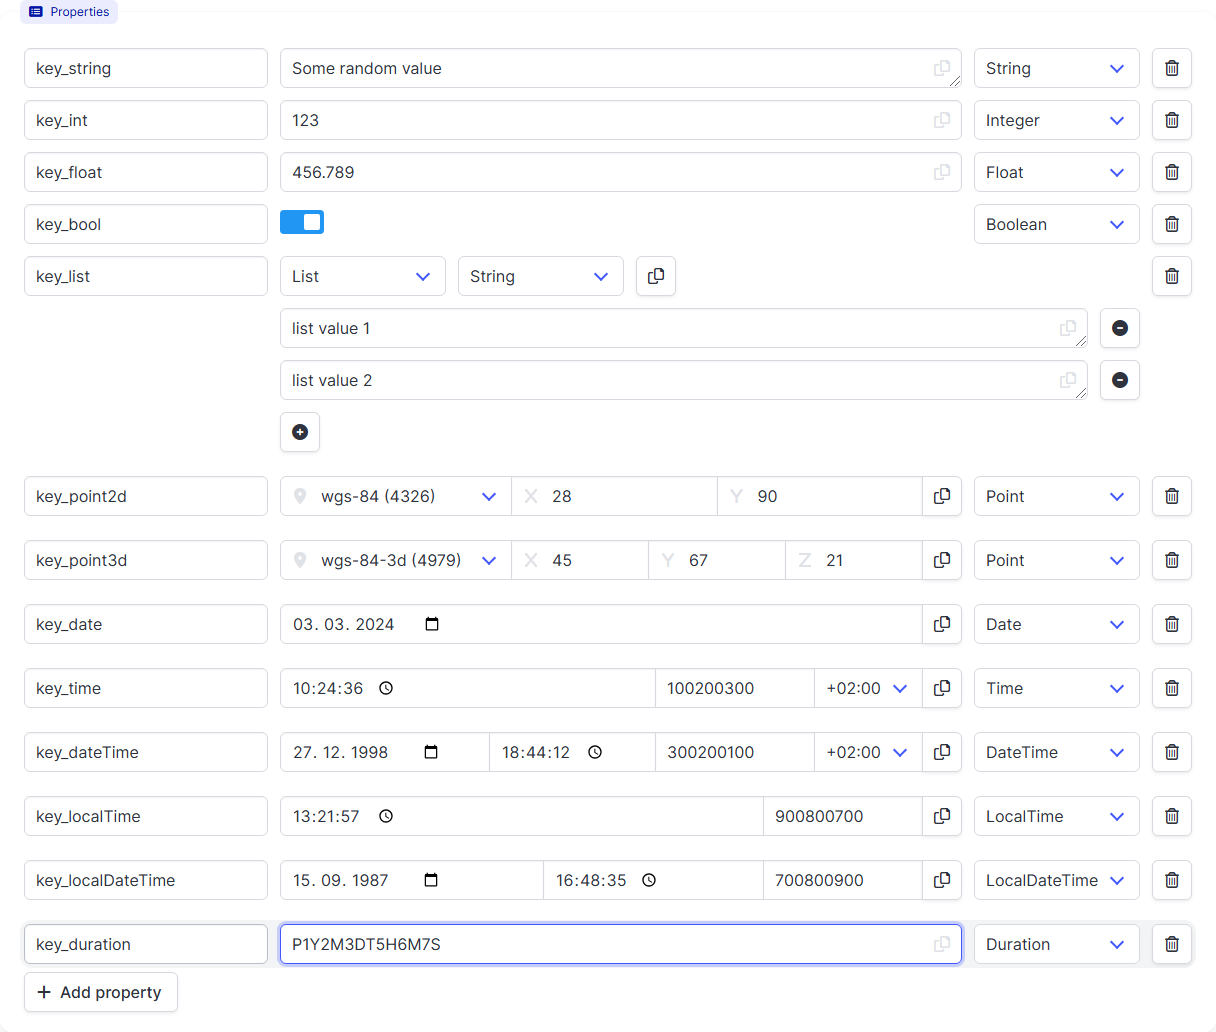 Properties
key_string Some random value String
key_int 123 Integer
key_float 456.789 Float
key_bool Boolean
key_list List String
list value 1
list value 2
key_point2d wgs-84 (4326) X 28 Y 90 Point
key_point3d wgs-84-3d (4979) X 45 Y 67 Z 21 Point
key_date 03. 03. 2024 Date
key_time 10:24:36 100200300 +02:00 Time
key_dateTime 27. 12. 1998 18:44:12 300200100 +02:00 DateTime
key_localTime 13:21:57 900800700 LocalTime
key_localDateTime 15. 09. 1987 16:48:35 700800900 LocalDateTime
key_duration P1Y2M3DT5H6M7S Duration
+ Add property